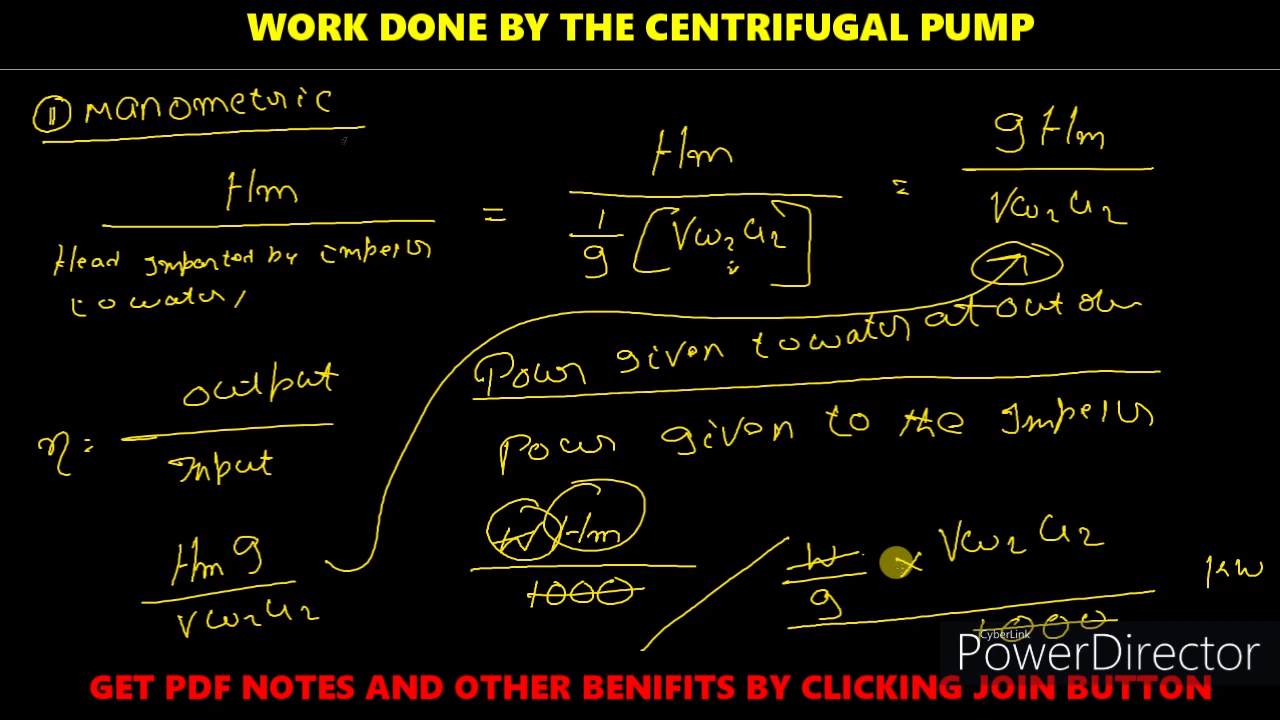 WORK DONE BY THE CENTRIFUGAL PUMP
① Manometric
Hm / Head Imparted by impeller to water, = Hm / 1/g [Vw2 u2] = g Hm / Vw2 u2
η = output / Input
Power given to water at outlet
Power given to the Impeller
Hm g / Vw2 u2
W Hm / 1000 / W/g × Vw2 u2 / 1000 kw
CyberLink
PowerDirector
GET PDF NOTES AND OTHER BENIFITS BY CLICKING JOIN BUTTON